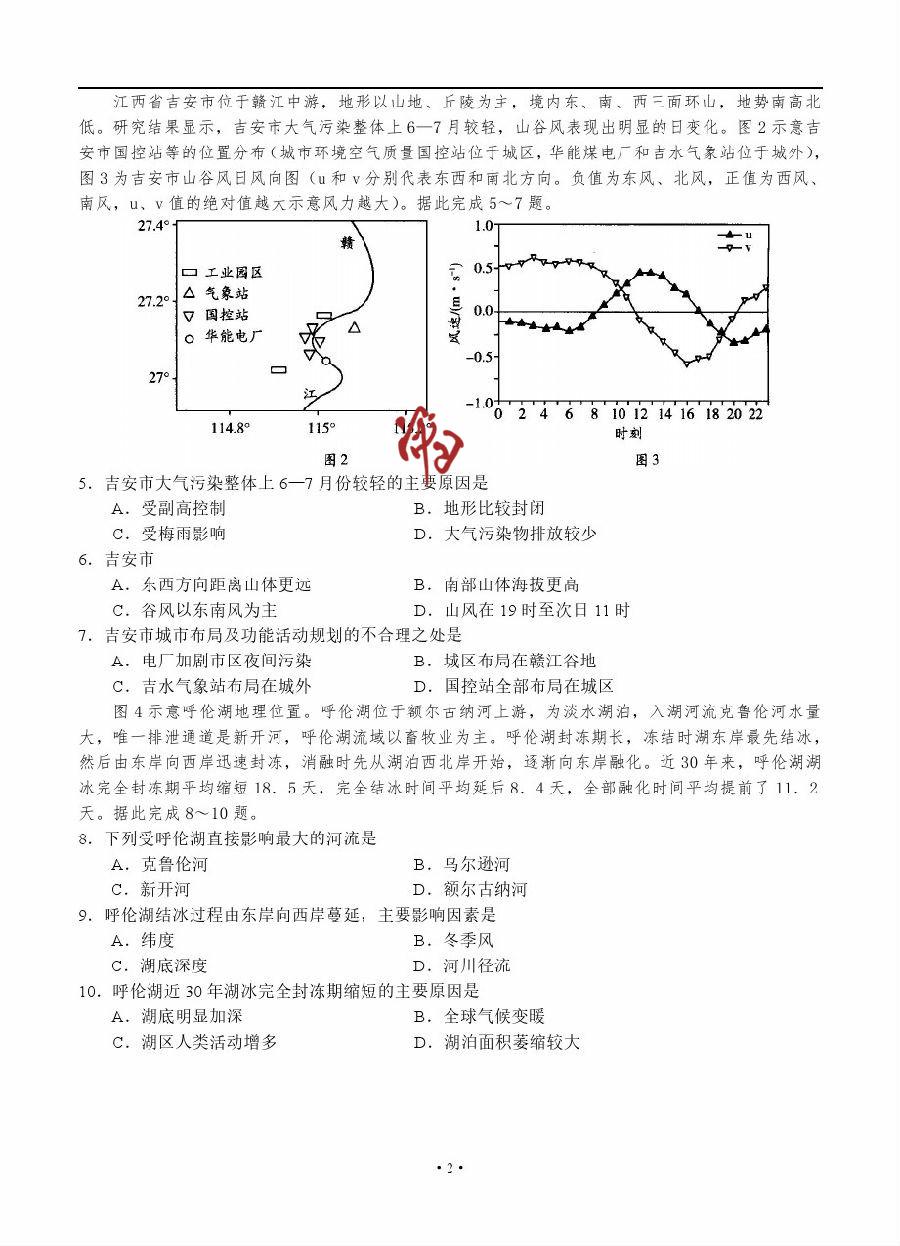 江西省吉安市位于赣江中游，地形以山地、丘陵为主，境内东、南、西三面环山，地势南高北
低。研究结果显示，吉安市大气污染整体上6—7月较轻，山谷风表现出明显的日变化。图2示意吉
安市国控站等的位置分布(城市环境空气质量国控站位于城区，华能煤电厂和吉水气象站位于城外)，
图3为吉安市山谷风日风向图（u和v分别代表东西和南北方向。负值为东风、北风，正值为西风、
南风，u、v值的绝对值越大示意风力越大）。据此完成5～7题。
27.4°
27.2°
27°
赣
工业园区
气象站
国控站
华能电厂
江
114.8°
115°
图2
1.0
0.5
0.0
-0.5
-1.0
风速/(m·s⁻¹)
u
v
0 2 4 6 8 10 12 14 16 18 20 22
时刻
图3
5．吉安市大气污染整体上6—7月份较轻的主要原因是
A．受副高控制
B．地形比较封闭
C．受梅雨影响
D．大气污染物排放较少
6．吉安市
A．东西方向距离山体更远
B．南部山体海拔更高
C．谷风以东南风为主
D．山风在19时至次日11时
7．吉安市城市布局及功能活动规划的不合理之处是
A．电厂加剧市区夜间污染
B．城区布局在赣江谷地
C．吉水气象站布局在城外
D．国控站全部布局在城区
图4示意呼伦湖地理位置。呼伦湖位于额尔古纳河上游，为淡水湖泊，入湖河流克鲁伦河水量
大，唯一排泄通道是新开河，呼伦湖流域以畜牧业为主。呼伦湖封冻期长，冻结时湖东岸最先结冰，
然后由东岸向西岸迅速封冻，消融时先从湖泊西北岸开始，逐渐向东岸融化。近30年来，呼伦湖湖
冰完全封冻期平均缩短18．5天，完全结冰时间平均延后8．4天，全部融化时间平均提前了11．2
天。据此完成8～10题。
8．下列受呼伦湖直接影响最大的河流是
A．克鲁伦河
B．乌尔逊河
C．新开河
D．额尔古纳河
9．呼伦湖结冰过程由东岸向西岸蔓延，主要影响因素是
A．纬度
B．冬季风
C．湖底深度
D．河川径流
10．呼伦湖近30年湖冰完全封冻期缩短的主要原因是
A．湖底明显加深
B．全球气候变暖
C．湖区人类活动增多
D．湖泊面积萎缩较大
·2·